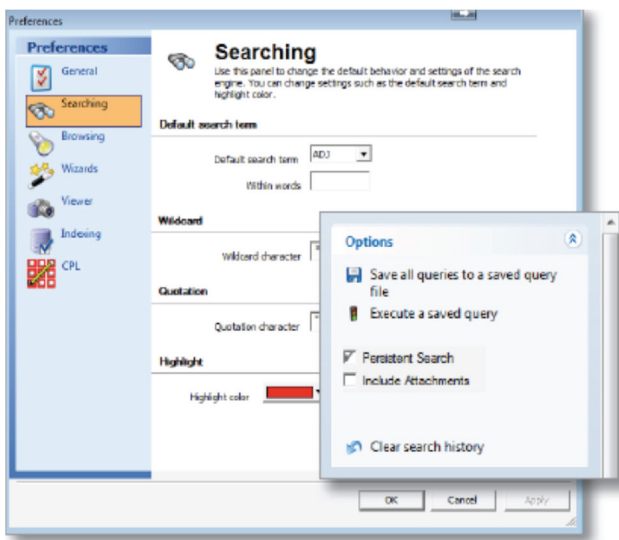 Preferences
Preferences
General
Searching
Browsing
Wizards
Viewer
Indexing
CPL
Searching
Use this panel to change the default behavior and settings of the search
engine. You can change settings such as the default search term and
highlight color.
Default search term
Default search term ADJ
Within words
Wildcard
Wildcard character
Quotation
Quotation character
Highlight
Highlight color
Options
Save all queries to a saved query
file
Execute a saved query
Persistent Search
Include Attachments
Clear search history
OK Cancel Apply